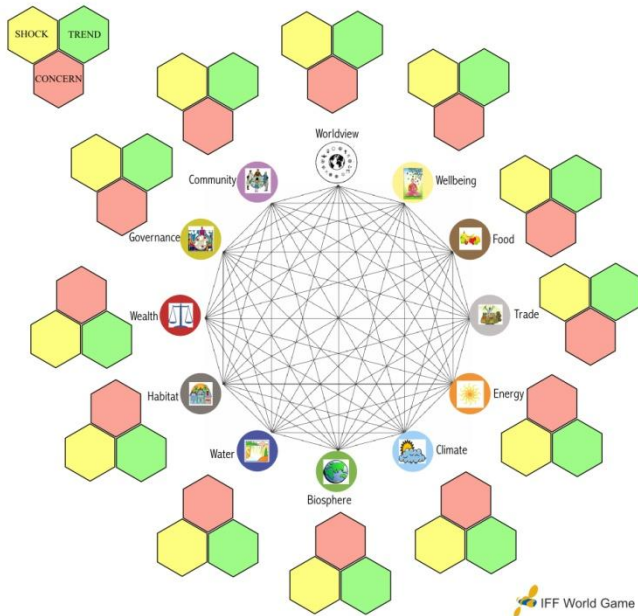 SHOCK
TREND
CONCERN
Worldview
Community
Wellbeing
Governance
Food
Wealth
Trade
Habitat
Energy
Water
Climate
Biosphere
IFF World Game